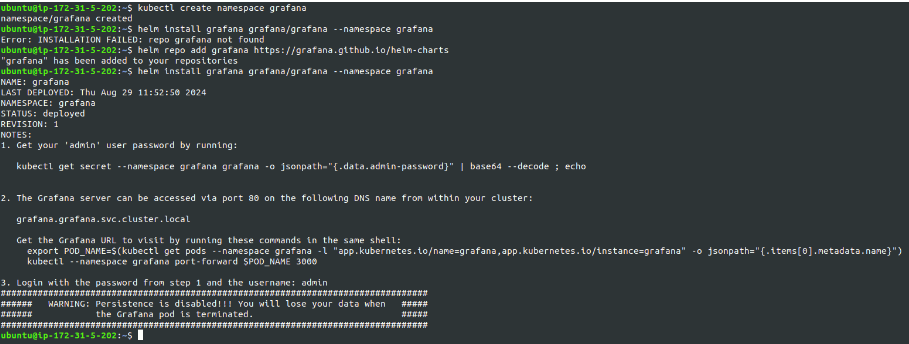 ubuntu@ip-172-31-5-202:~$ kubectl create namespace grafana
namespace/grafana created
ubuntu@ip-172-31-5-202:~$ helm install grafana grafana/grafana --namespace grafana
Error: INSTALLATION FAILED: repo grafana not found
ubuntu@ip-172-31-5-202:~$ helm repo add grafana https://grafana.github.io/helm-charts
"grafana" has been added to your repositories
ubuntu@ip-172-31-5-202:~$ helm install grafana grafana/grafana --namespace grafana
NAME: grafana
LAST DEPLOYED: Thu Aug 29 11:52:50 2024
NAMESPACE: grafana
STATUS: deployed
REVISION: 1
NOTES:
1. Get your 'admin' user password by running:
kubectl get secret --namespace grafana grafana -o jsonpath="{.data.admin-password}" | base64 --decode ; echo
2. The Grafana server can be accessed via port 80 on the following DNS name from within your cluster:
grafana.grafana.svc.cluster.local
Get the Grafana URL to visit by running these commands in the same shell:
export POD_NAME=$(kubectl get pods --namespace grafana -l "app.kubernetes.io/name=grafana,app.kubernetes.io/instance=grafana" -o jsonpath="{.items[0].metadata.name}")
kubectl --namespace grafana port-forward $POD_NAME 3000
3. Login with the password from step 1 and the username: admin
#################################################################################
###### WARNING: Persistence is disabled!!! You will lose your data when #####
###### the Grafana pod is terminated. #####
#################################################################################
ubuntu@ip-172-31-5-202:~$